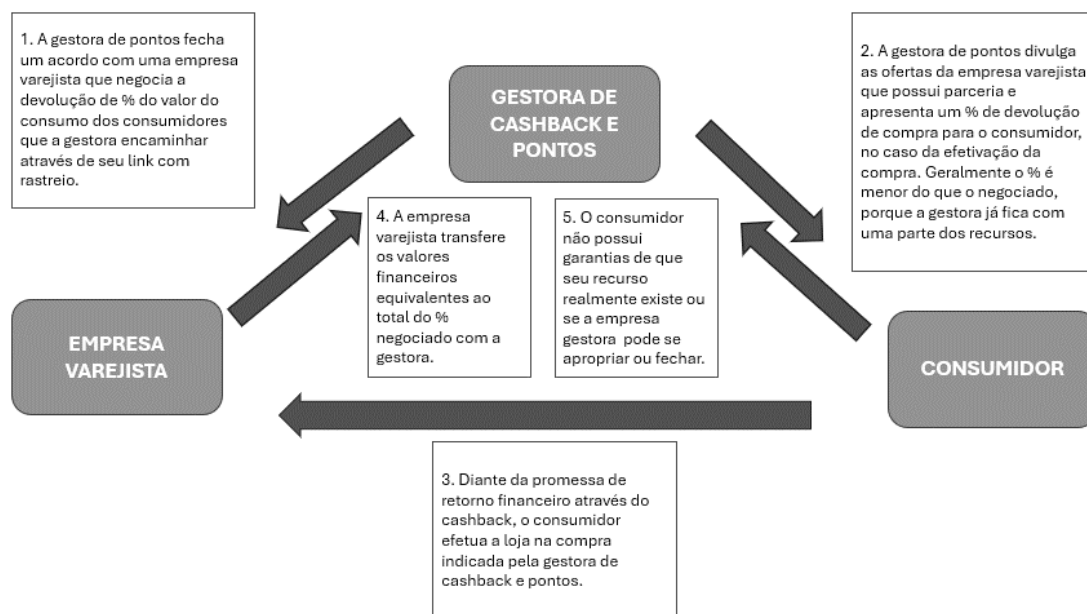 1. A gestora de pontos fecha
um acordo com uma empresa
varejista que negocia a
devolução de % do valor do
consumo dos consumidores
que a gestora encaminhar
através de seu link com
rastreio.
GESTORA DE
CASHBACK E
PONTOS
2. A gestora de pontos divulga
as ofertas da empresa varejista
que possui parceria e
apresenta um % de devolução
de compra para o consumidor,
no caso da efetivação da
compra. Geralmente o % é
menor do que o negociado,
porque a gestora já fica com
uma parte dos recursos.
4. A empresa
varejista transfere
os valores
financeiros
equivalentes ao
total do %
negociado com a
gestora.
5. O consumidor
não possui
garantias de que
seu recurso
realmente existe ou
se a empresa
gestora pode se
apropriar ou fechar.
EMPRESA
VAREJISTA
CONSUMIDOR
3. Diante da promessa de
retorno financeiro através do
cashback, o consumidor
efetua a loja na compra
indicada pela gestora de
cashback e pontos.